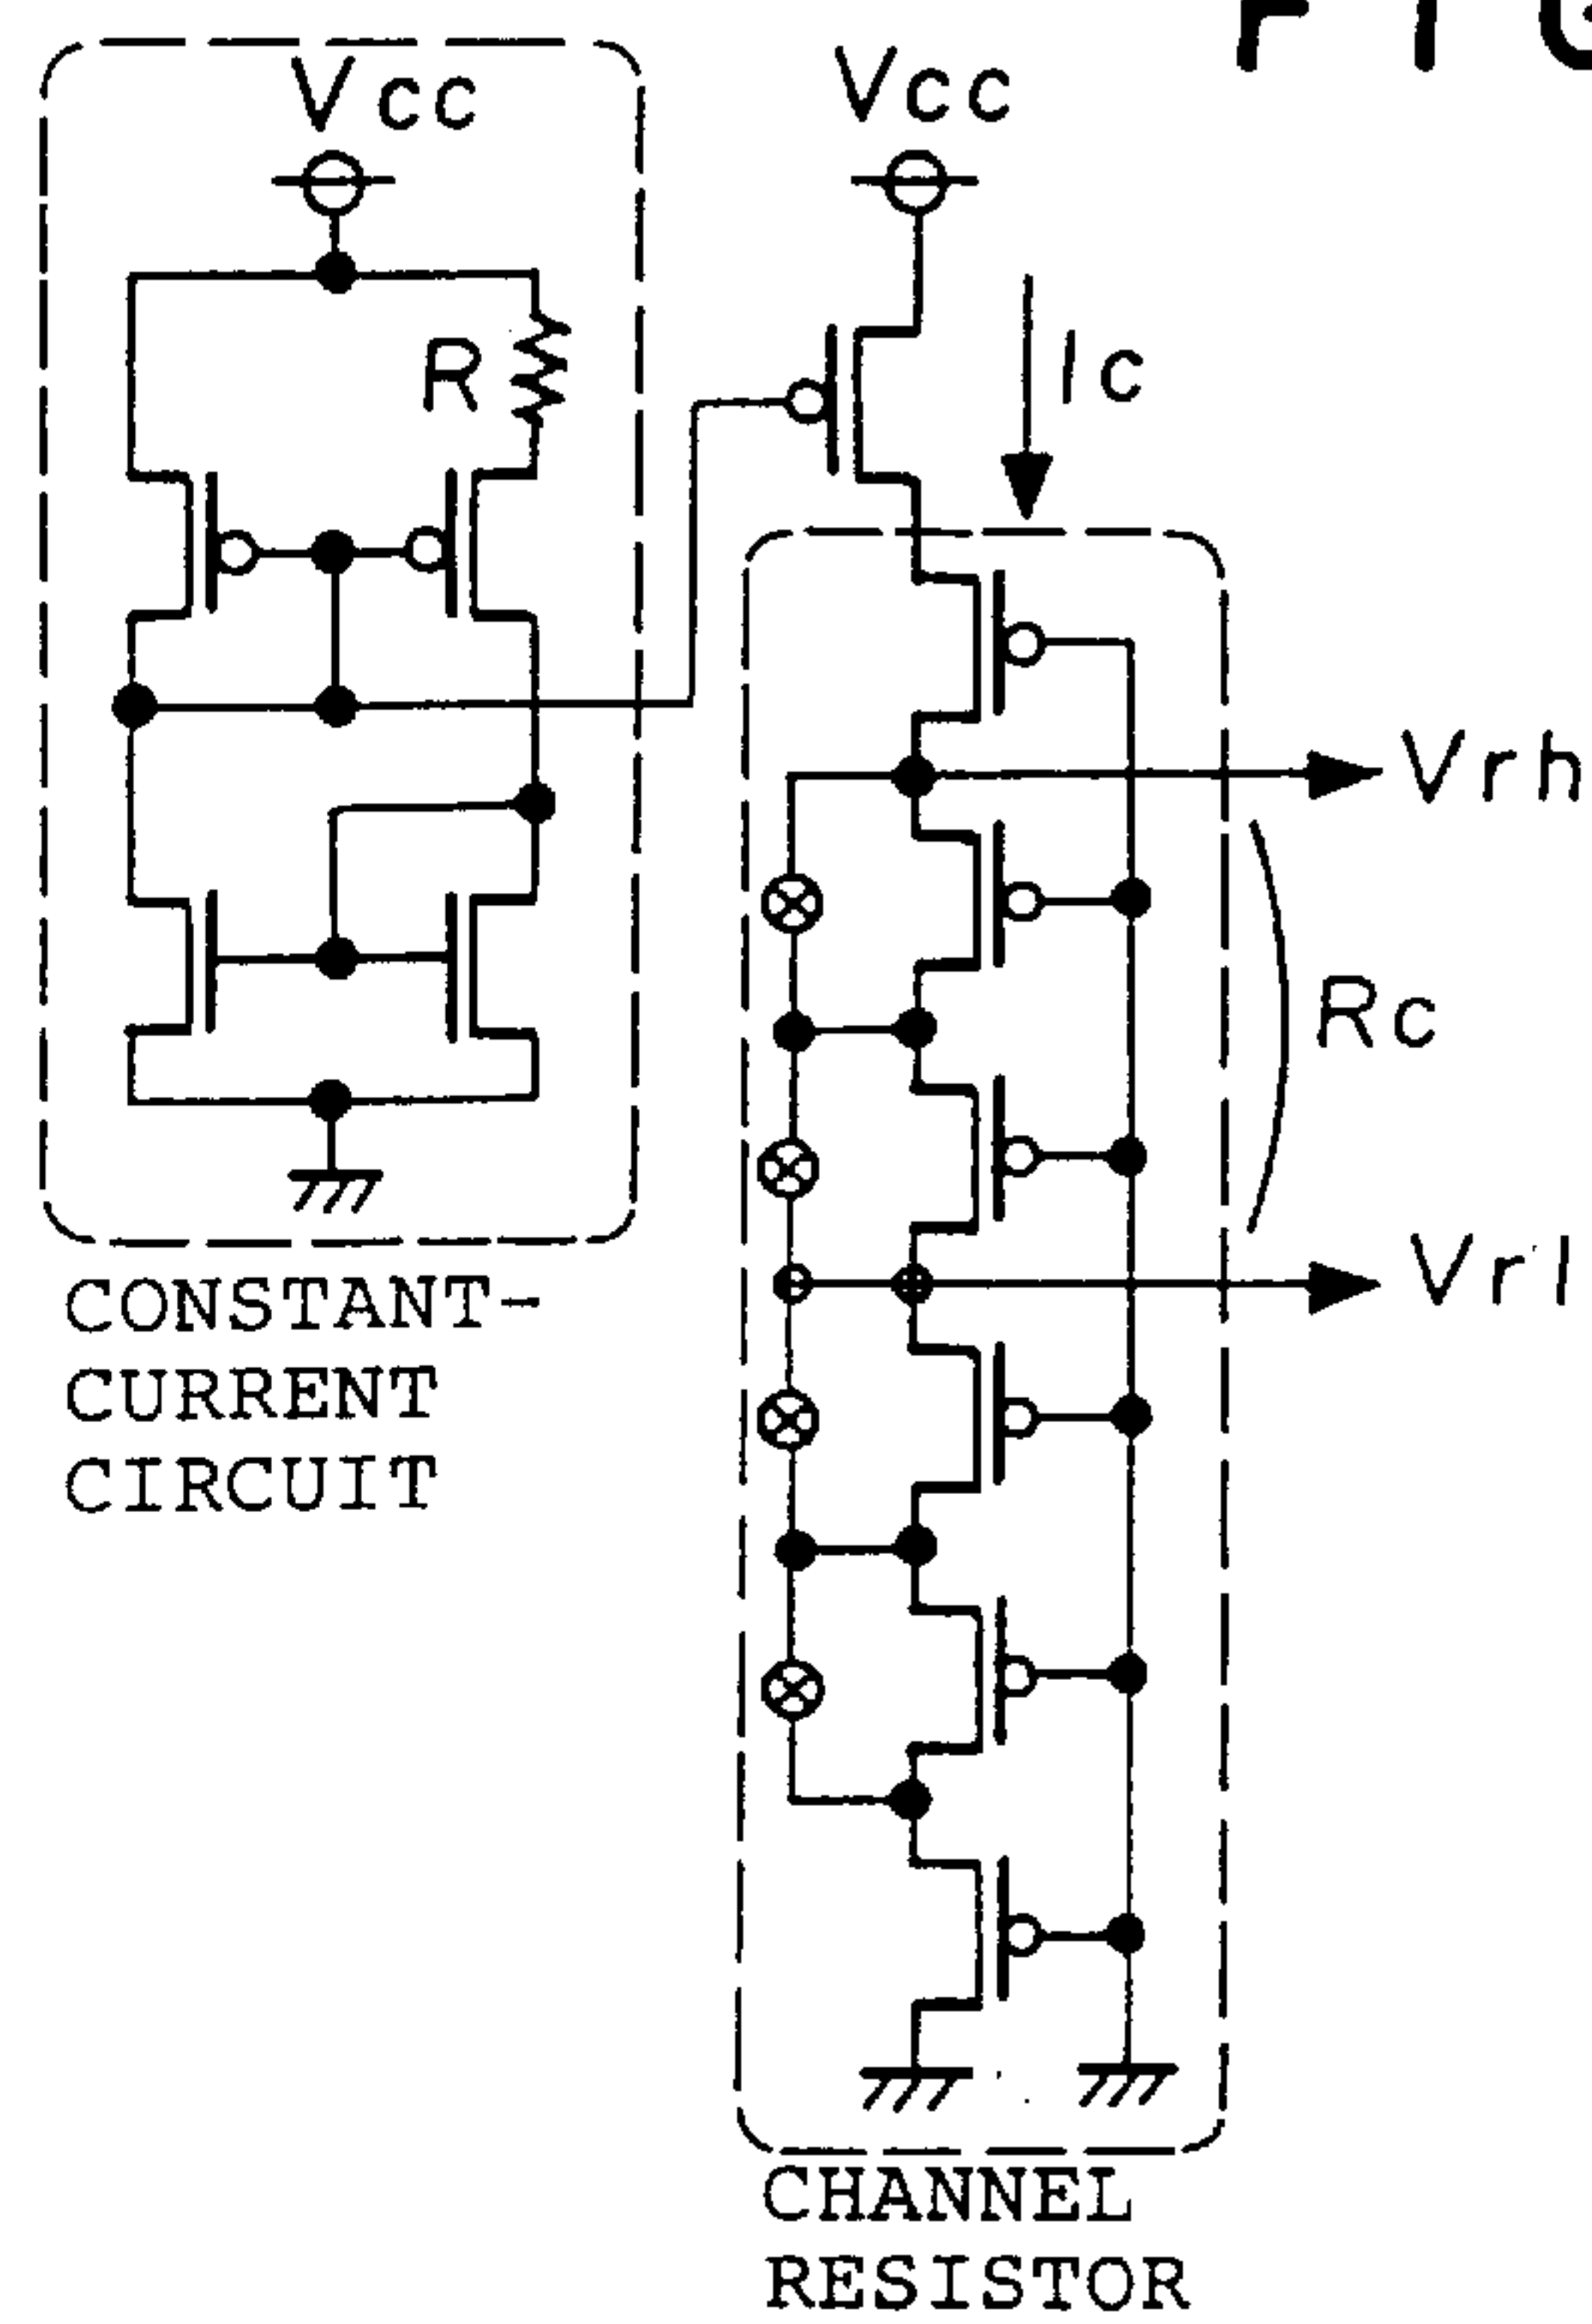 Vcc
Vcc
R
Ic
Vrh
Rc
Vrl
CONSTANT-
CURRENT
CIRCUIT
CHANNEL
RESISTOR